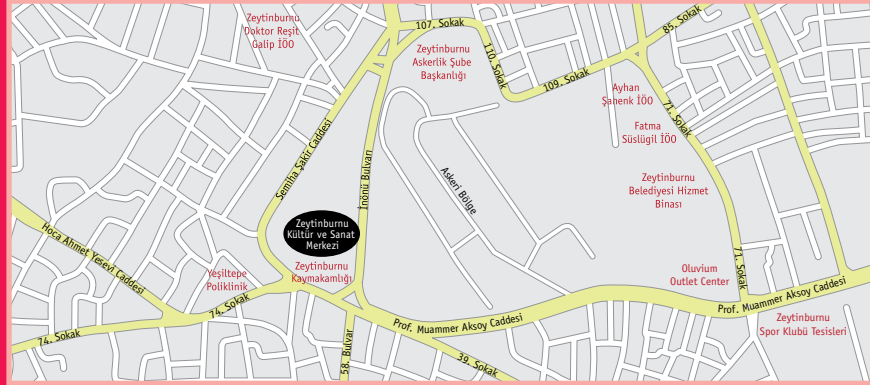 Zeytinburnu
Doktor Reşit
Galip İÖO
107. Sokak
85. Sokak
Zeytinburnu
Askerlik Şube
Başkanlığı
110. Sokak
109. Sokak
Ayhan
Şahenk İÖO
71. Sokak
Fatma
Süslügil İÖO
Semiha Şakir Caddesi
İnönü Bulvarı
Askeri Bölge
Zeytinburnu
Belediyesi Hizmet
Binası
Zeytinburnu
Kültür ve Sanat
Merkezi
Hoca Ahmet Yesevi Caddesi
Yeşiltepe
Poliklinik
Zeytinburnu
Kaymakamlığı
71. Sokak
Oluvium
Outlet Center
74. Sokak
74. Sokak
58. Bulvar
Prof. Muammer Aksoy Caddesi
Prof. Muammer Aksoy Caddesi
39. Sokak
Zeytinburnu
Spor Klubü Tesisleri